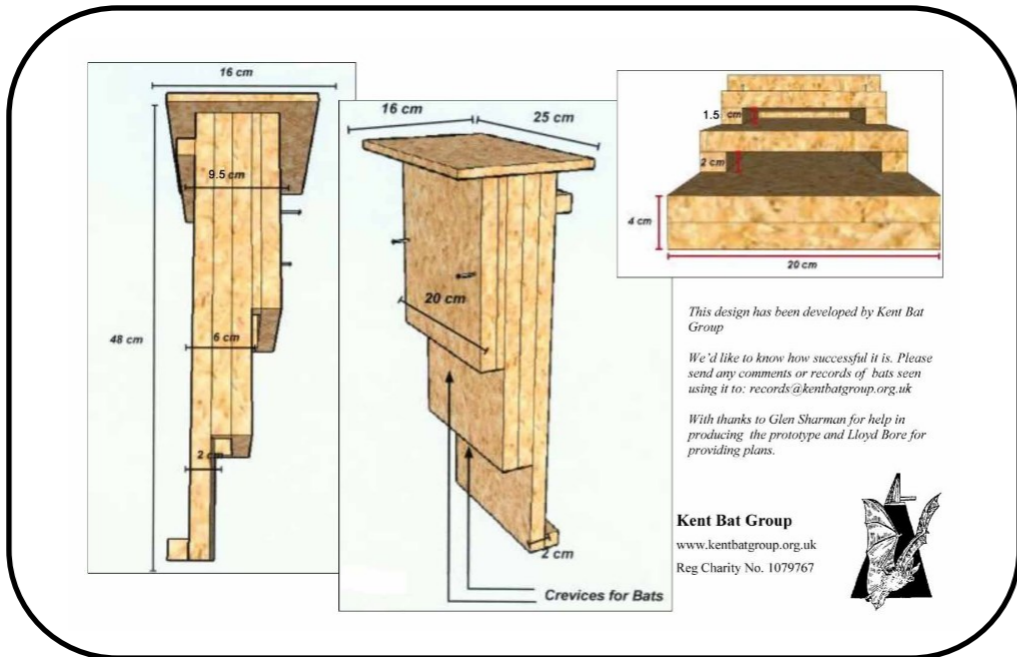 16 cm
9.5 cm
48 cm
6 cm
2 cm
16 cm
25 cm
20 cm
2 cm
Crevices for Bats
1.5 cm
2 cm
4 cm
20 cm
This design has been developed by Kent Bat
Group
We'd like to know how successful it is. Please
send any comments or records of bats seen
using it to: records@kentbatgroup.org.uk
With thanks to Glen Sharman for help in
producing the prototype and Lloyd Bore for
providing plans.
Kent Bat Group
www.kentbatgroup.org.uk
Reg Charity No. 1079767